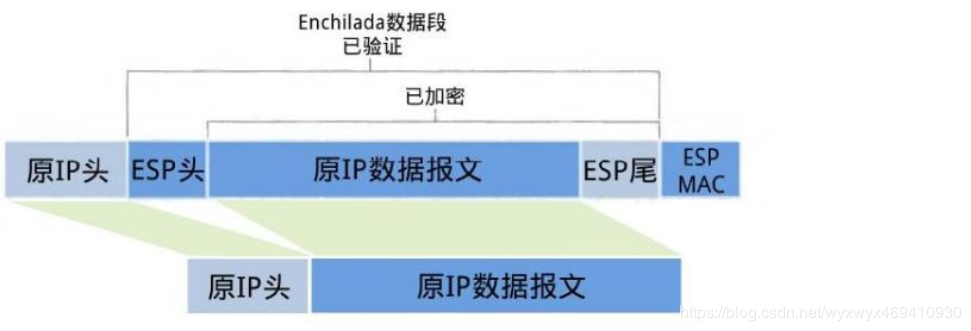 Enchilada数据段
已验证
已加密
原IP头
ESP头
原IP数据报文
ESP尾
ESP
MAC
原IP头
原IP数据报文
https://blog.csdn.net/wyxwyx469410930